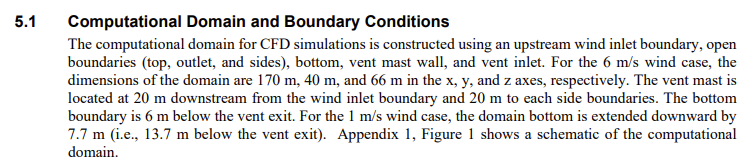 5.1 Computational Domain and Boundary Conditions
The computational domain for CFD simulations is constructed using an upstream wind inlet boundary, open
boundaries (top, outlet, and sides), bottom, vent mast wall, and vent inlet. For the 6 m/s wind case, the
dimensions of the domain are 170 m, 40 m, and 66 m in the x, y, and z axes, respectively. The vent mast is
located at 20 m downstream from the wind inlet boundary and 20 m to each side boundaries. The bottom
boundary is 6 m below the vent exit. For the 1 m/s wind case, the domain bottom is extended downward by
7.7 m (i.e., 13.7 m below the vent exit). Appendix 1, Figure 1 shows a schematic of the computational
domain.